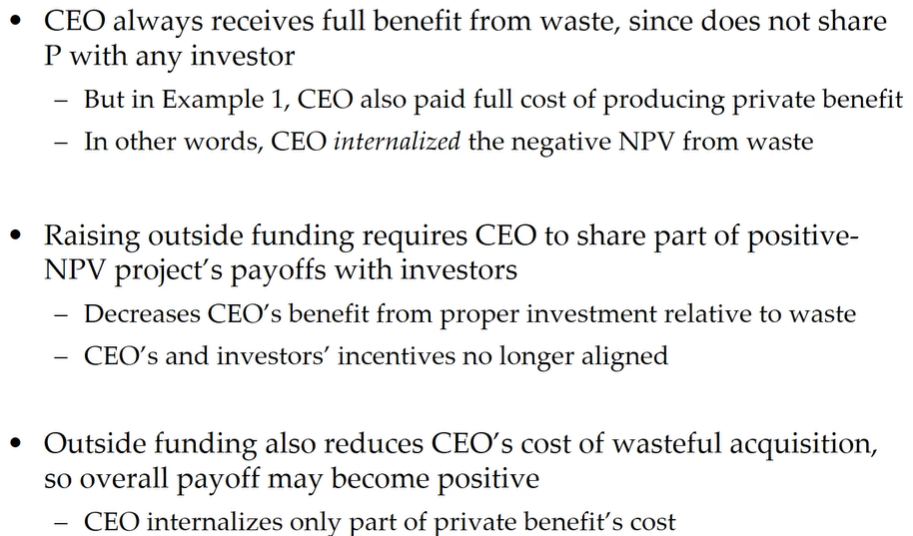 • CEO always receives full benefit from waste, since does not share
P with any investor
– But in Example 1, CEO also paid full cost of producing private benefit
– In other words, CEO internalized the negative NPV from waste
• Raising outside funding requires CEO to share part of positive-
NPV project's payoffs with investors
– Decreases CEO's benefit from proper investment relative to waste
– CEO's and investors' incentives no longer aligned
• Outside funding also reduces CEO's cost of wasteful acquisition,
so overall payoff may become positive
– CEO internalizes only part of private benefit's cost